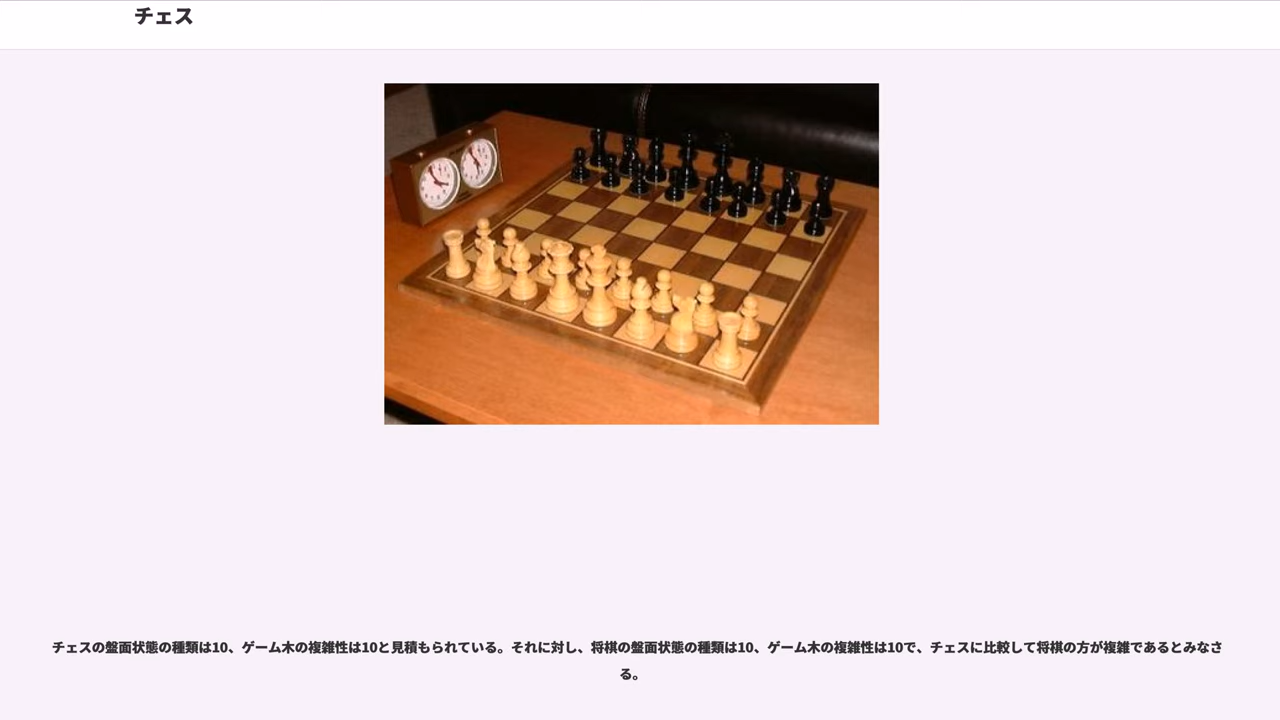 チェス
チェスの盤面状態の種類は10、ゲーム木の複雑性は10と見積もられている。それに対し、将棋の盤面状態の種類は10、ゲーム木の複雑性は10で、チェスに比較して将棋の方が複雑であるとみなさ
る。